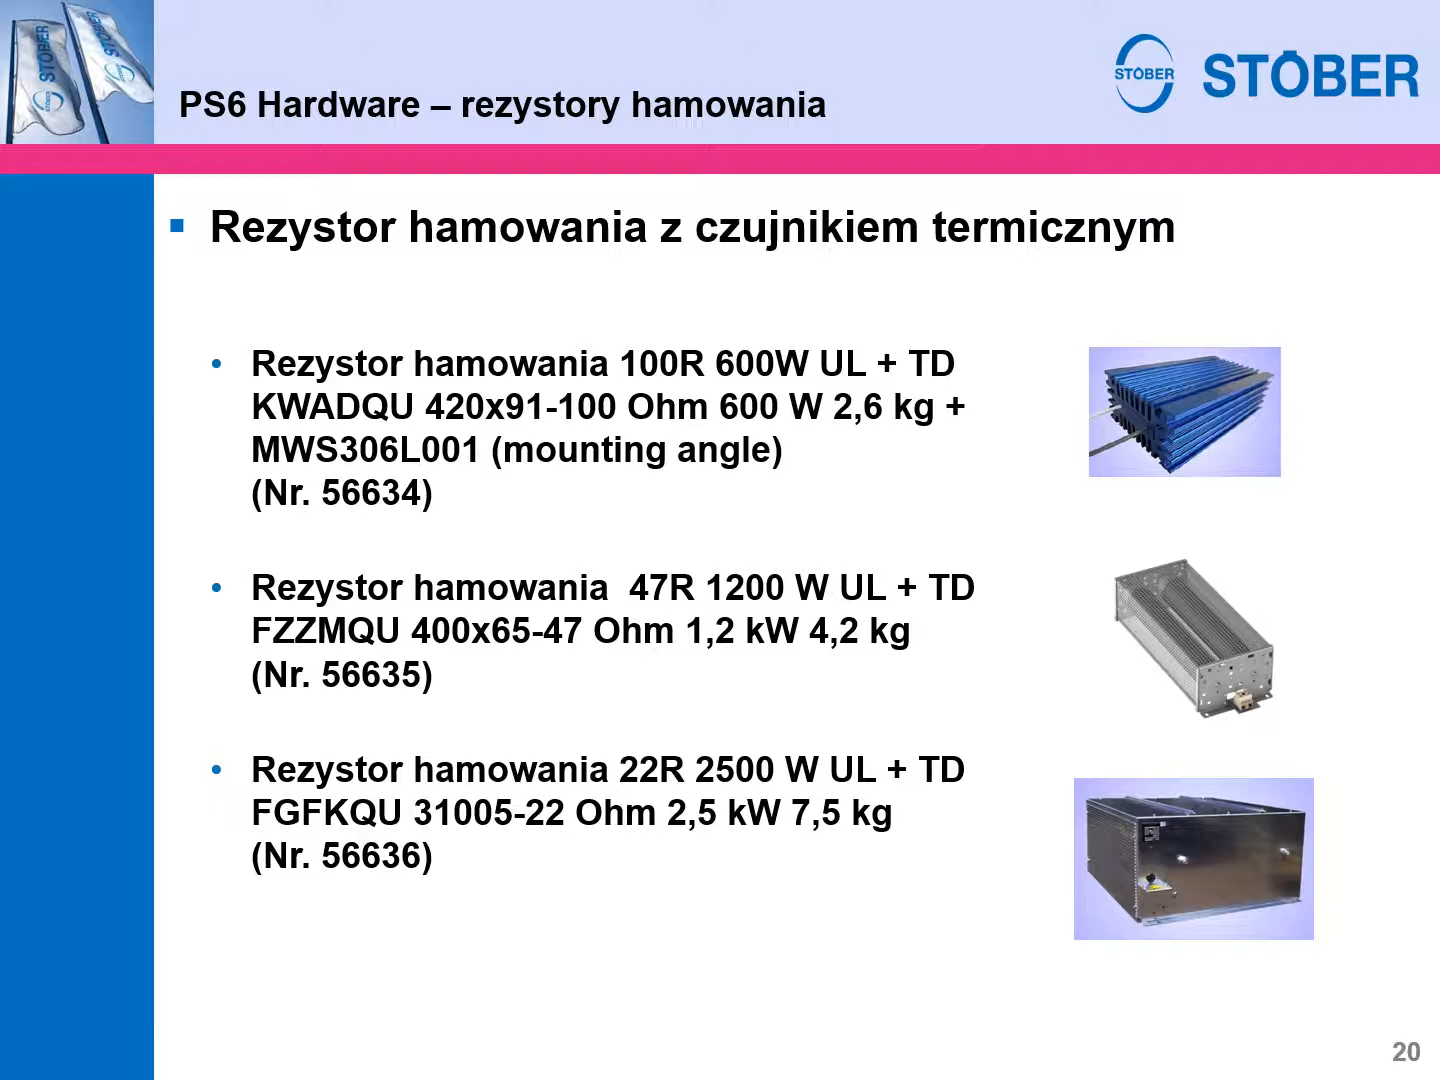 STÖBER
STÖBER
STÖBER
STÖBER
PS6 Hardware – rezystory hamowania
Rezystor hamowania z czujnikiem termicznym
Rezystor hamowania 100R 600W UL + TD
KWADQU 420x91-100 Ohm 600 W 2,6 kg +
MWS306L001 (mounting angle)
(Nr. 56634)
Rezystor hamowania  47R 1200 W UL + TD
FZZMQU 400x65-47 Ohm 1,2 kW 4,2 kg
(Nr. 56635)
Rezystor hamowania 22R 2500 W UL + TD
FGFKQU 31005-22 Ohm 2,5 kW 7,5 kg
(Nr. 56636)
20